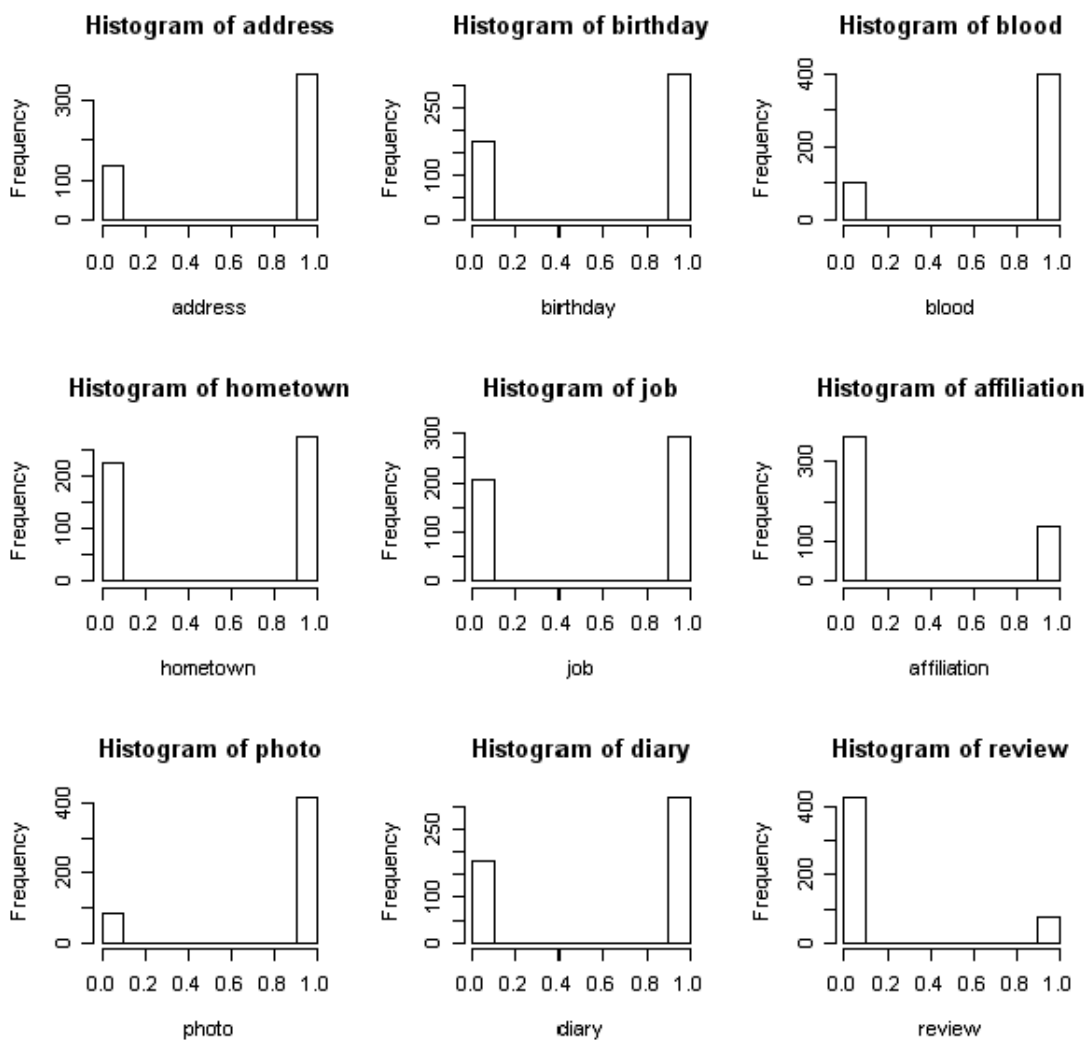 Histogram of address
Histogram of birthday
Histogram of blood
Frequency
0 100 300
Frequency
0 100 250
Frequency
0 200 400
0.0 0.2 0.4 0.6 0.8 1.0
0.0 0.2 0.4 0.6 0.8 1.0
0.0 0.2 0.4 0.6 0.8 1.0
address
birthday
blood
Histogram of hometown
Histogram of job
Histogram of affiliation
Frequency
0 100 200
Frequency
0 100 200 300
Frequency
0 100 300
0.0 0.2 0.4 0.6 0.8 1.0
0.0 0.2 0.4 0.6 0.8 1.0
0.0 0.2 0.4 0.6 0.8 1.0
hometown
job
affiliation
Histogram of photo
Histogram of diary
Histogram of review
Frequency
0 200 400
Frequency
0 100 250
Frequency
0 200 400
0.0 0.2 0.4 0.6 0.8 1.0
0.0 0.2 0.4 0.6 0.8 1.0
0.0 0.2 0.4 0.6 0.8 1.0
photo
diary
review